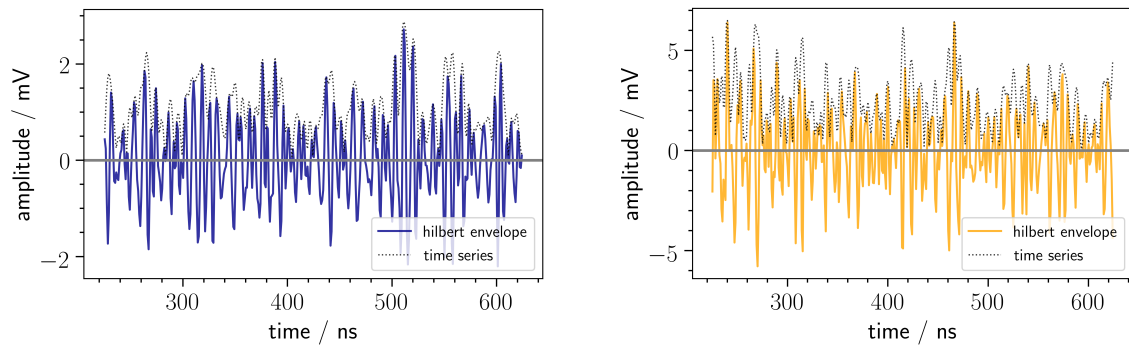 amplitude / mV
2
0
−2
hilbert envelope
time series
300
400
500
600
time / ns
amplitude / mV
5
0
−5
hilbert envelope
time series
300
400
500
600
time / ns